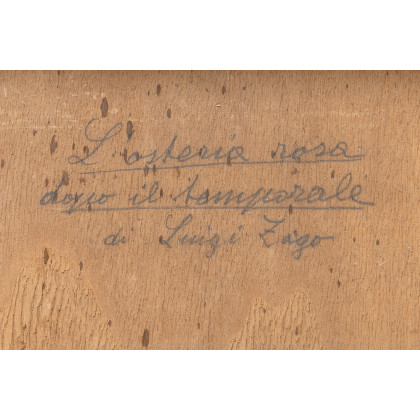 L'osteria rosa
dopo il temporale
di Luigi Zago